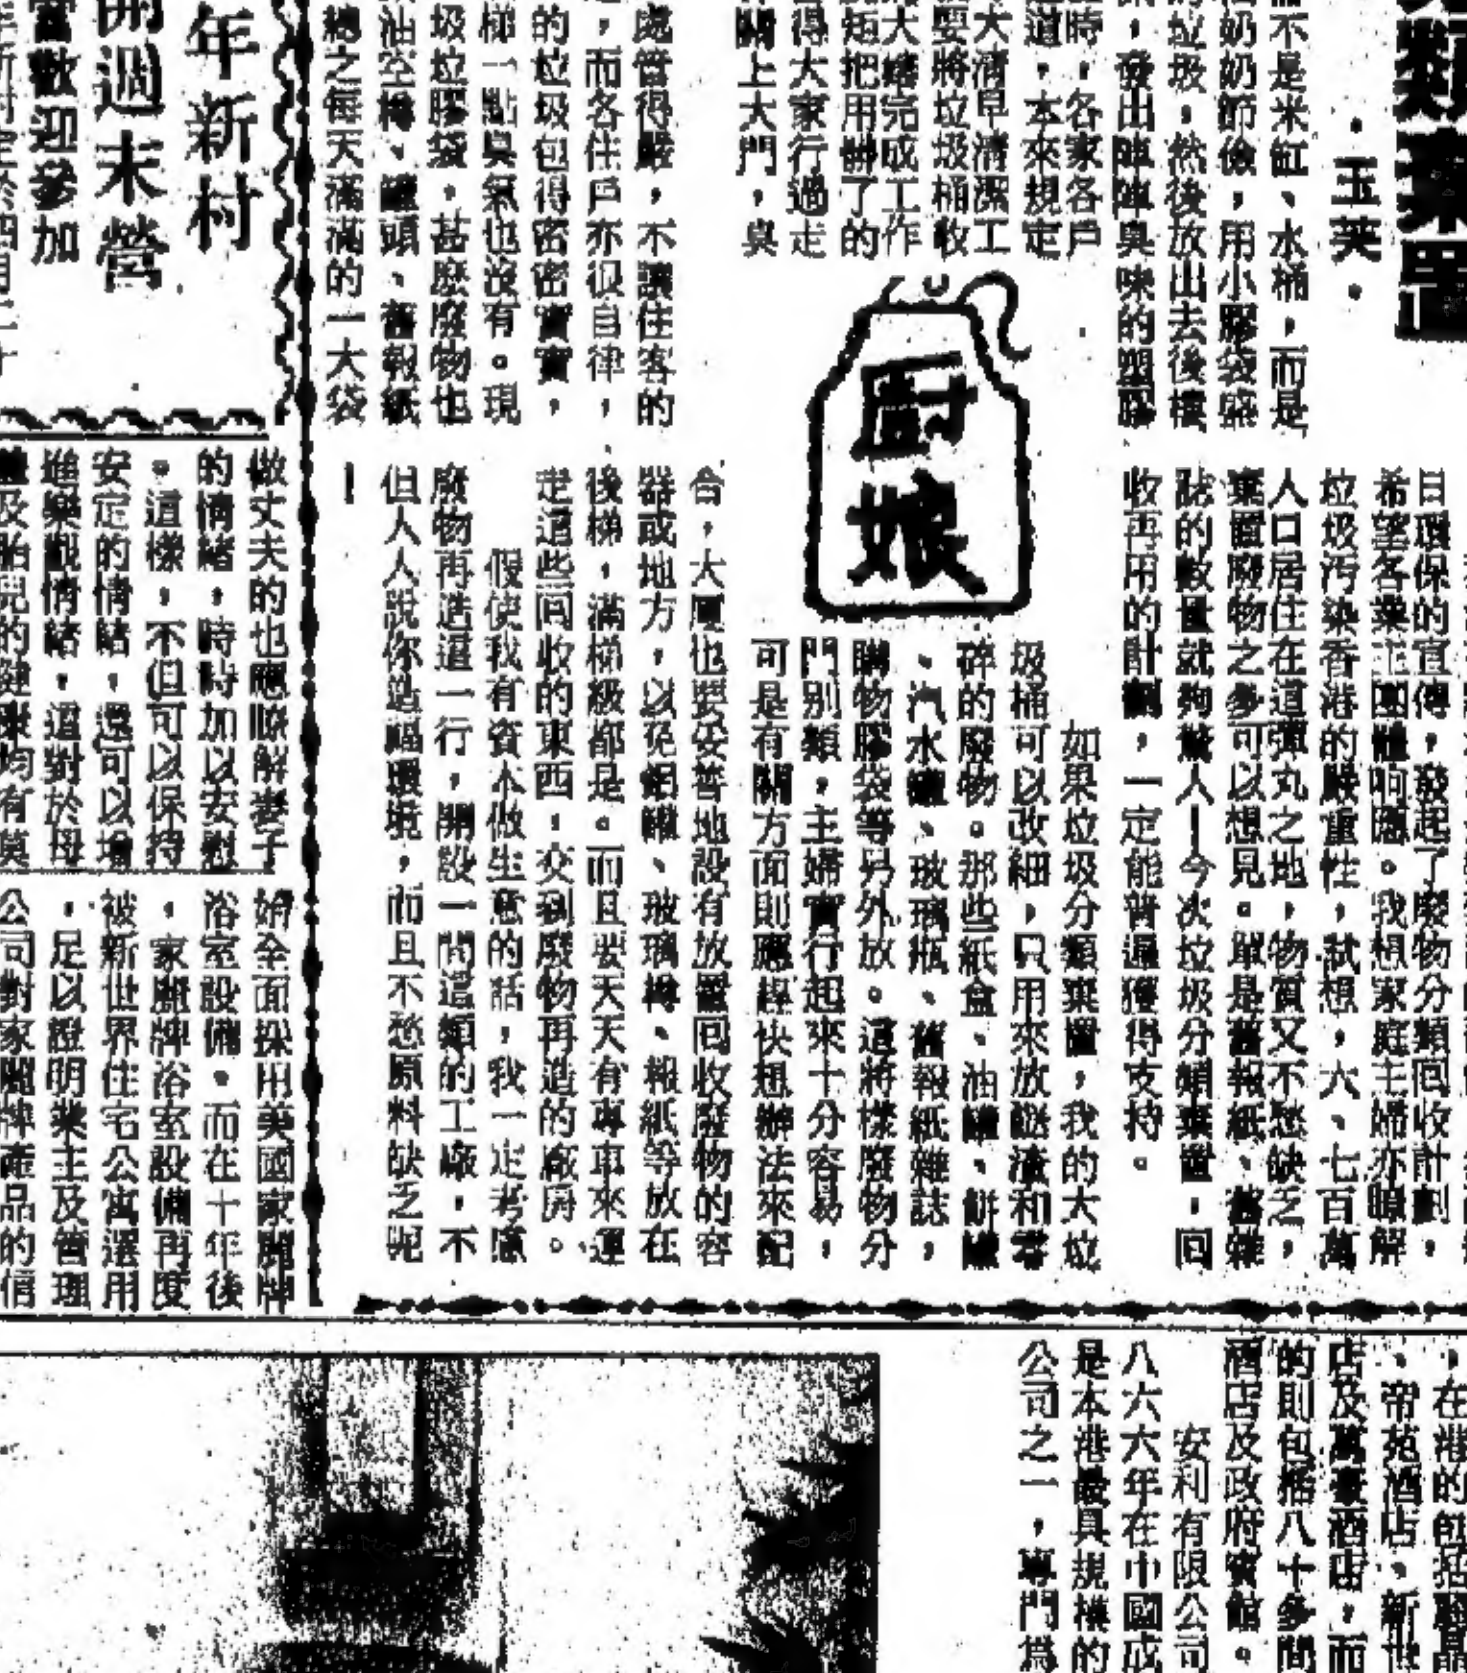 類棄置
·玉英·
不是米缸、水桶，而是
奶奶節儉，用小膠袋盛
垃圾，然後放出去後樓
，發出陣陣臭味的塑膠
時，各家各戶
道，本來規定
大清早清潔工
要將垃圾桶收
完成工作
短把用髒了的
得大家行過走
關上大門，臭
處管得嚴，不讓住客的
，而各住戶亦很自律，
的垃圾包得密密實實，
梯一點臭氣也沒有。現
圾垃膠袋，甚麼廢物也
油空樽、罐頭、舊報紙
總之每天滿滿的一大袋
廚娘
日環保的宣傳，發起了廢物分類回收計劃，
希望各業主團體响應。我想家庭主婦亦瞭解
垃圾污染香港的嚴重性，試想，六、七百萬
人口居住在這彈丸之地，物質又不愁缺乏，
棄置廢物之多可以想見。單是舊報紙、舊雜
誌的數量就夠驚人—今次垃圾分類棄置，回
收再用的計劃，一定能普遍獲得支持。
如果垃圾分類棄置，我的大垃
圾桶可以改細，只用來放餸渣和零
碎的廢物。那些紙盒、油罐、餅罐
、汽水罐、玻璃瓶、舊報紙雜誌，
購物膠袋等另外放。這將樣廢物分
門別類，主婦實行起來十分容易，
可是有關方面則應趕快想辦法來配
合，大廈也要妥善地設有放置回收廢物的容
器或地方，以免鋁罐、玻璃樽、報紙等放在
後梯，滿梯級都是。而且要天天有專車來運
走這些回收的東西，交到廢物再造的廠房。
假使我有資本做生意的話，我一定考慮
廢物再造這一行，開設一間這類的工廠，不
但人人說你造福環境，而且不愁原料缺乏呢
—
年新村
開週末營
歡迎參加
做丈夫的也應瞭解妻子
的情緒，時時加以安慰
。這樣，不但可以保持
安定的情緒，還可以增
進樂觀情緒，這對於母
及胎兒的健康均有莫
始全面採用美國家麗牌
浴室設備。而在十年後
，家麗牌浴室設備再度
被新世界住宅公寓選用
，足以證明業主及管理
公司對家麗牌產品的信
，在港的包括麗晶
、帝苑酒店、新世
店及萬豪酒店，而
的則包括八十多間
酒店及政府賓館。
安利有限公司
八六六年在中國成
是本港最具規模的
公司之一，專門爲